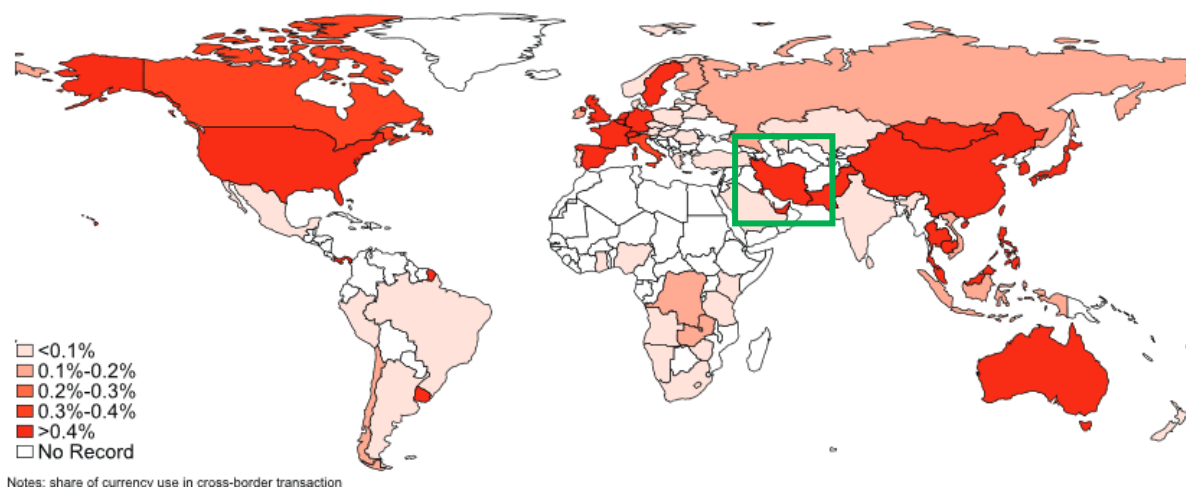 <0.1%
0.1%-0.2%
0.2%-0.3%
0.3%-0.4%
>0.4%
No Record
Notes: share of currency use in cross-border transaction